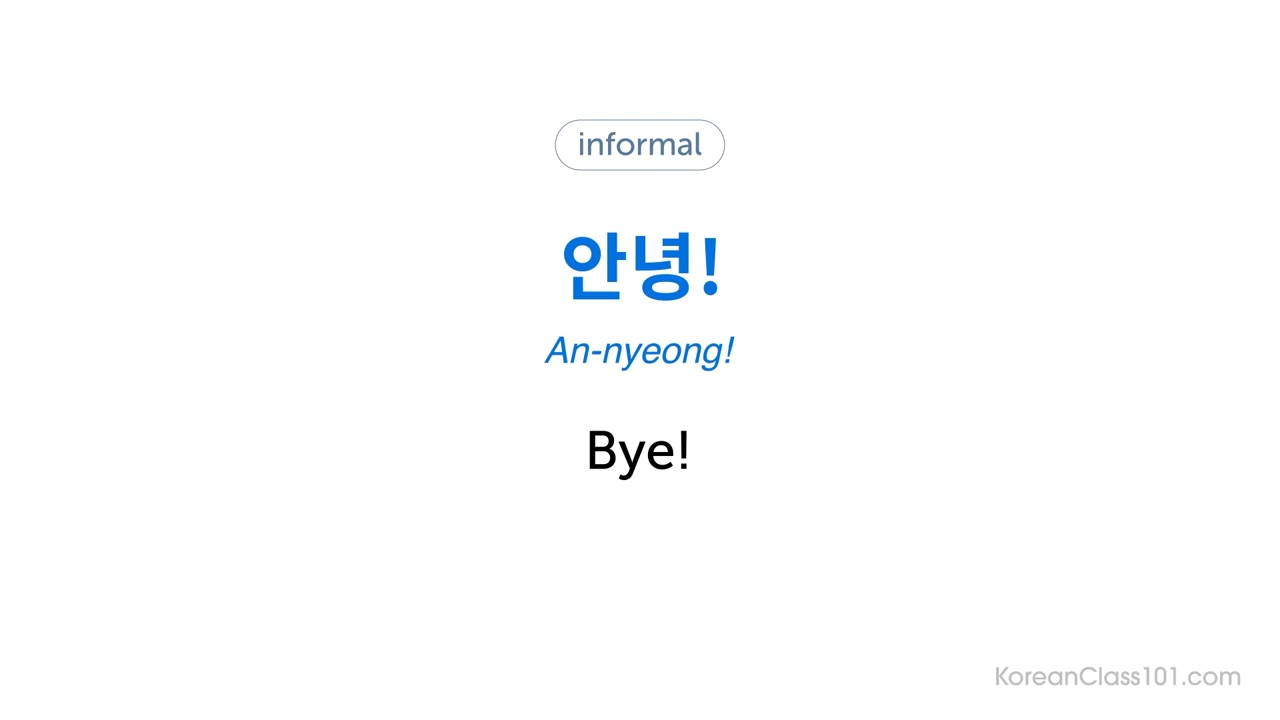 informal
안녕!
An-nyeong!
Bye!
KoreanClass101.com